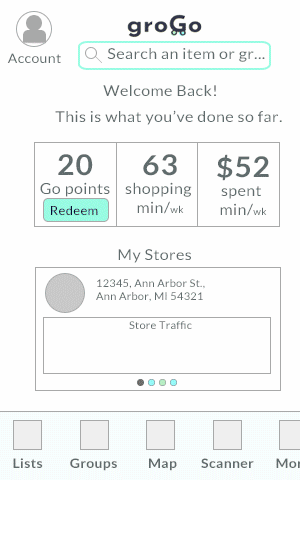 groGo
Account
Search an item or gr...
Welcome Back!
This is what you've done so far.
20
Go points
Redeem
63
shopping
min/wk
$52
spent
min/wk
My Stores
12345, Ann Arbor St.,
Ann Arbor, MI 54321
Store Traffic
Lists
Groups
Map
Scanner
Mor